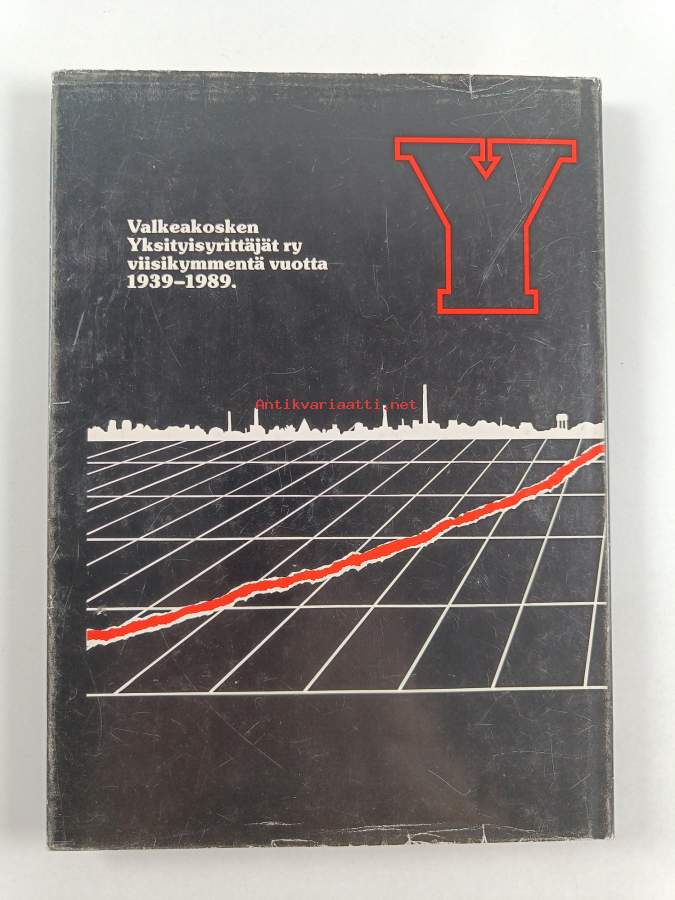 Valkeakosken
Yksityisyrittäjät ry
viisikymmentä vuotta
1939–1989.
Y
Antikvariaatti.net